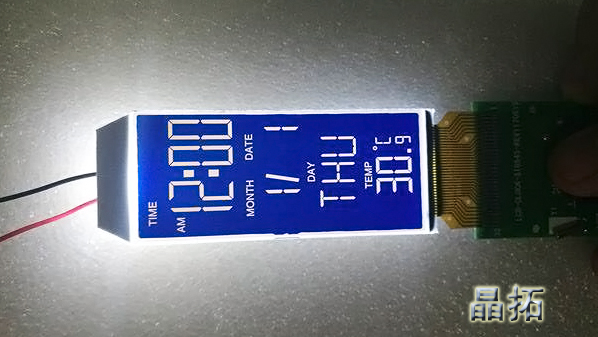 TIME
AM 12:00
MONTH DATE
1/ 1
DAY
THU
TEMP
30.9°C
晶拓